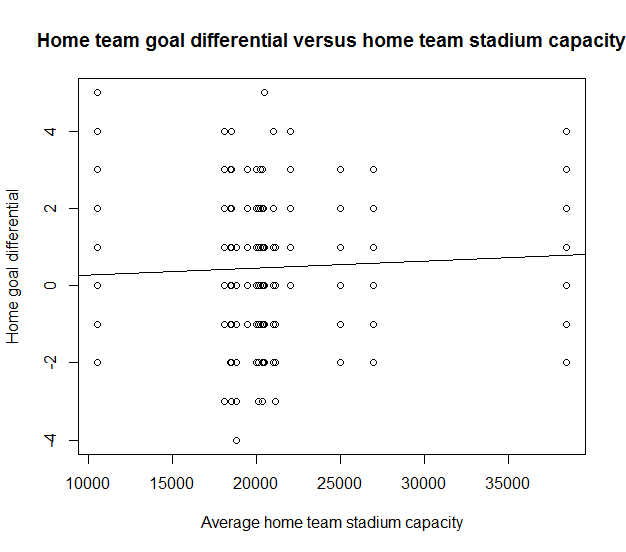 Home team goal differential versus home team stadium capacity
Home goal differential
4
2
0
-2
-4
10000 15000 20000 25000 30000 35000
Average home team stadium capacity